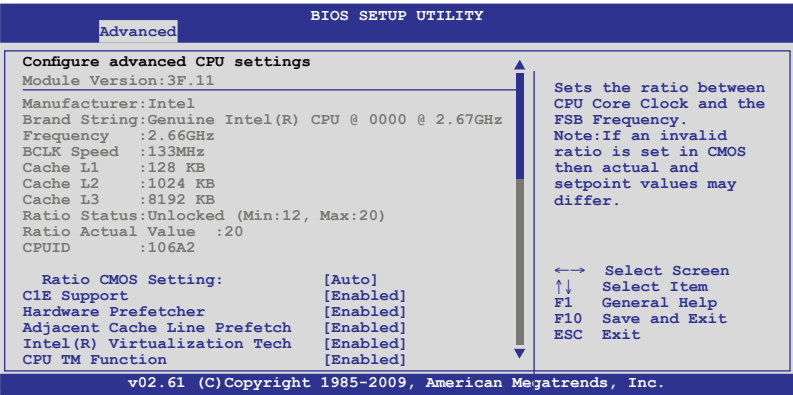 BIOS SETUP UTILITY
Advanced
Configure advanced CPU settings
Module Version:3F.11
Manufacturer:Intel
Brand String:Genuine Intel(R) CPU @ 0000 @ 2.67GHz
Frequency :2.66GHz
BCLK Speed :133MHz
Cache L1 :128 KB
Cache L2 :1024 KB
Cache L3 :8192 KB
Ratio Status:Unlocked (Min:12, Max:20)
Ratio Actual Value :20
CPUID :106A2
Ratio CMOS Setting: [Auto]
C1E Support [Enabled]
Hardware Prefetcher [Enabled]
Adjacent Cache Line Prefetch [Enabled]
Intel(R) Virtualization Tech [Enabled]
CPU TM Function [Enabled]
Sets the ratio between
CPU Core Clock and the
FSB Frequency.
Note:If an invalid
ratio is set in CMOS
then actual and
setpoint values may
differ.
←→ Select Screen
↑↓ Select Item
F1 General Help
F10 Save and Exit
ESC Exit
v02.61 (C)Copyright 1985-2009, American Megatrends, Inc.